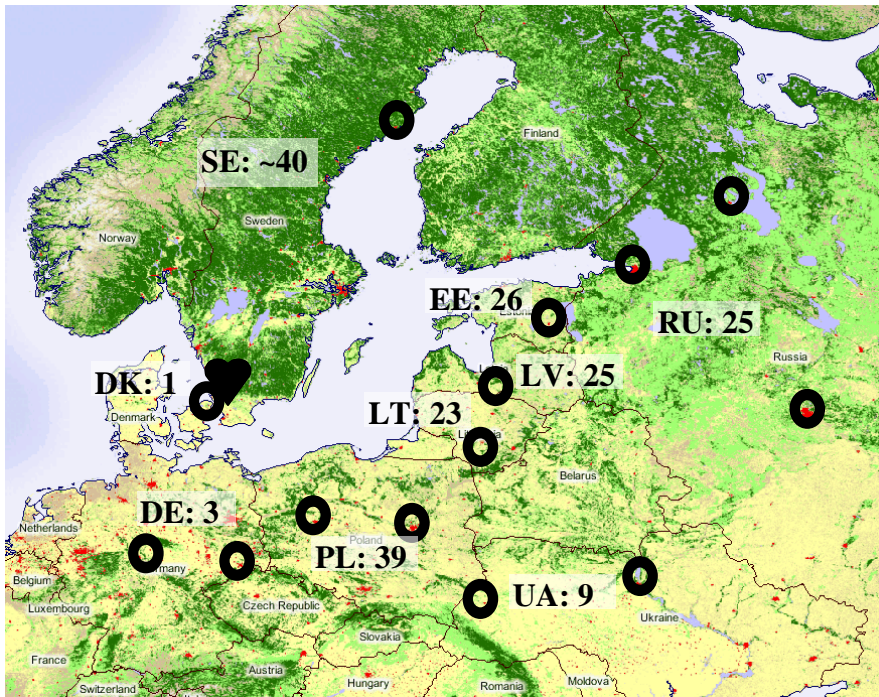 Finland
SE: ~40
Sweden
Norway
EE: 26
Estonia
RU: 25
Russia
DK: 1
LV: 25
Denmark
LT: 23
Belarus
Netherlands
DE: 3
Poland
PL: 39
Germany
Belgium
UA: 9
Luxembourg
Czech Republic
Ukraine
Slovakia
France
Austria
Switzerland
Hungary
Romania
Moldova